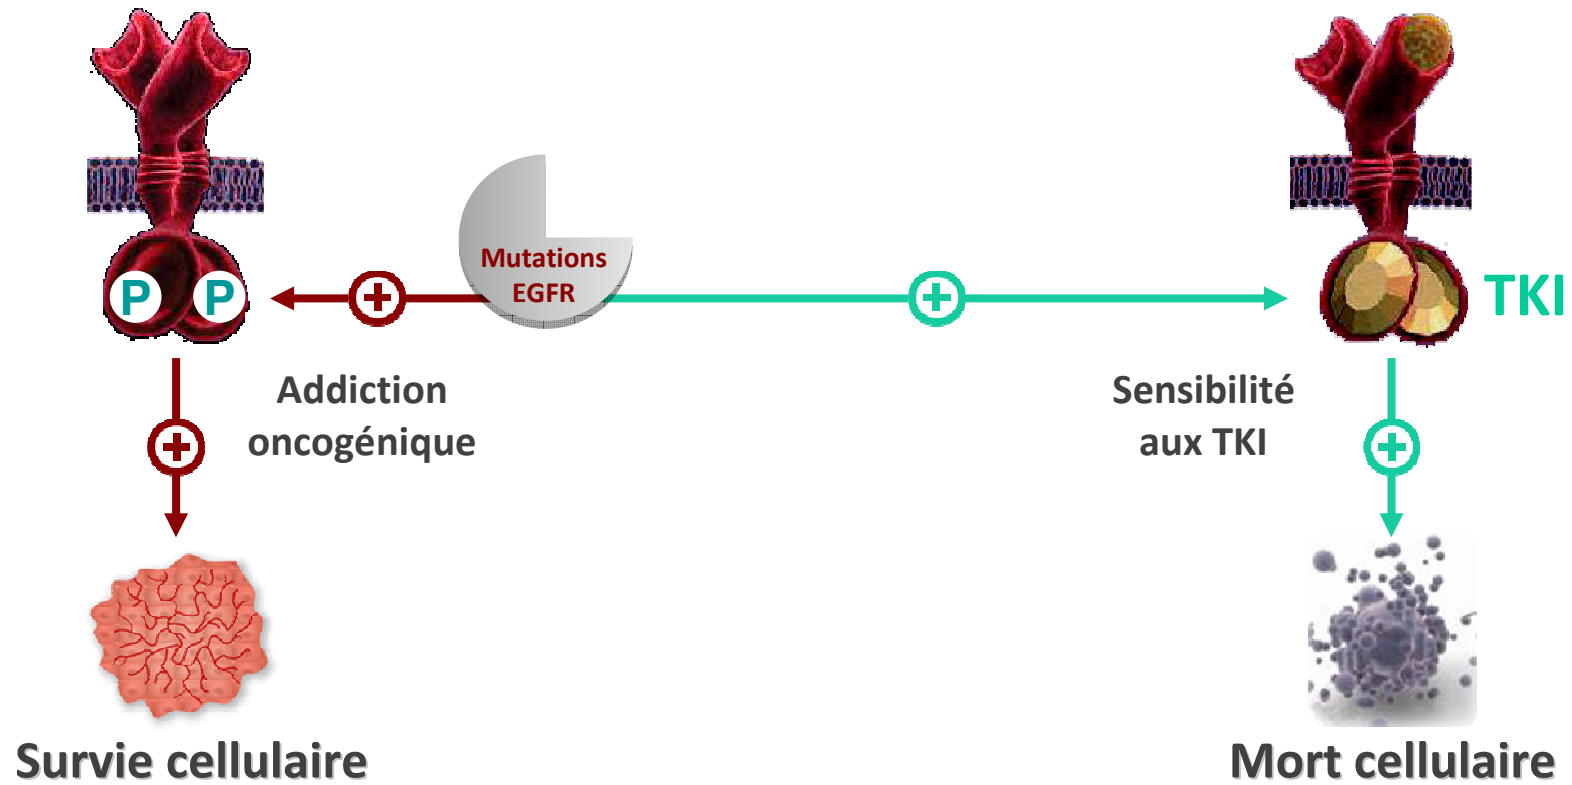 Mutations
EGFR
P
P
TKI
Addiction
oncogénique
Sensibilité
aux TKI
Survie cellulaire
Mort cellulaire